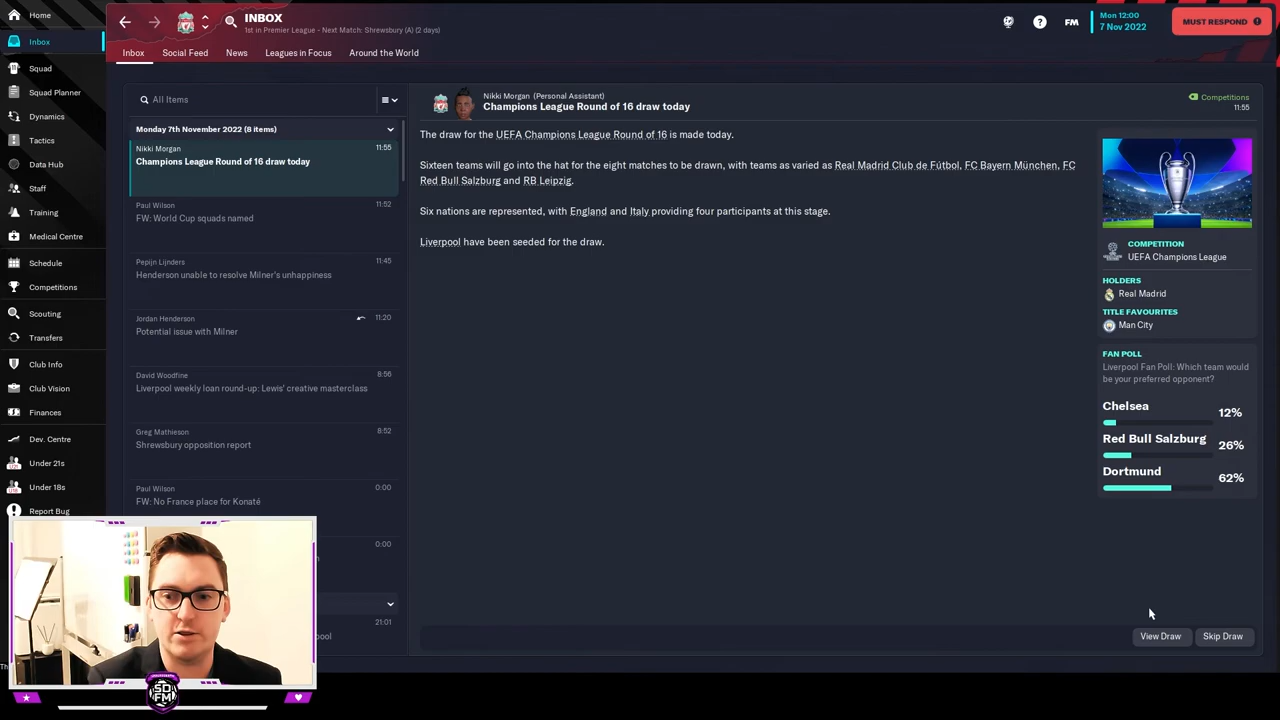 Home
Inbox
Squad
Squad Planner
Dynamics
Tactics
Data Hub
Staff
Training
Medical Centre
Schedule
Competitions
Scouting
Transfers
Club Info
Club Vision
Finances
Dev. Centre
Under 21s
Under 18s
Report Bug
INBOX
1st in Premier League - Next Match: Shrewsbury (A) (2 days)
FM
Mon 12:00
7 Nov 2022
MUST RESPOND
Inbox
Social Feed
News
Leagues in Focus
Around the World
All Items
Monday 7th November 2022 (8 items)
Nikki Morgan
11:55
Champions League Round of 16 draw today
Paul Wilson
11:52
FW: World Cup squads named
Pepijn Lijnders
11:45
Henderson unable to resolve Milner's unhappiness
Jordan Henderson
11:20
Potential issue with Milner
David Woodfine
8:56
Liverpool weekly loan round-up: Lewis' creative masterclass
Greg Mathieson
8:52
Shrewsbury opposition report
Paul Wilson
0:00
FW: No France place for Konaté
0:00
21:01
Nikki Morgan (Personal Assistant)
Champions League Round of 16 draw today
Competitions
11:55
The draw for the UEFA Champions League Round of 16 is made today.
Sixteen teams will go into the hat for the eight matches to be drawn, with teams as varied as Real Madrid Club de Fútbol, FC Bayern München, FC
Red Bull Salzburg and RB Leipzig.
Six nations are represented, with England and Italy providing four participants at this stage.
Liverpool have been seeded for the draw.
COMPETITION
UEFA Champions League
HOLDERS
Real Madrid
TITLE FAVOURITES
Man City
FAN POLL
Liverpool Fan Poll: Which team would
be your preferred opponent?
Chelsea
12%
Red Bull Salzburg
26%
Dortmund
62%
View Draw
Skip Draw
SD
FM